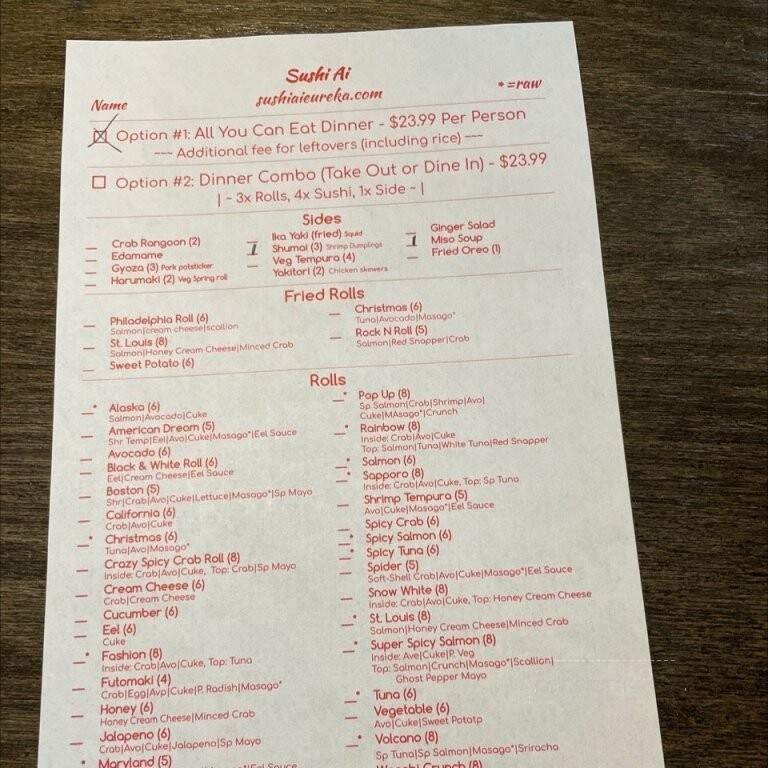 Sushi Ai
sushiaieureka.com
* =raw
Name
Option #1: All You Can Eat Dinner - $23.99 Per Person
~~~ Additional fee for leftovers (including rice) ~~~
Option #2: Dinner Combo (Take Out or Dine In) - $23.99
| ~ 3x Rolls, 4x Sushi, 1x Side ~ |
Sides
Crab Rangoon (2)
Edamame
Gyoza (3) Pork potsticker
Harumaki (2) Veg Spring roll
Ika Yaki (fried) Squid
1 Shumai (3) Shrimp Dumplings
Veg Tempura (4)
Yakitori (2) Chicken skewers
Ginger Salad
1 Miso Soup
Fried Oreo (1)
Fried Rolls
Philadelphia Roll (6)
Salmon|cream cheese|scallion
St. Louis (8)
Salmon|Honey Cream Cheese|Minced Crab
Sweet Potato (6)
Christmas (6)
Tuna|Avocado|Masago*
Rock N Roll (5)
Salmon|Red Snapper|Crab
Rolls
* Alaska (6)
Salmon|Avocado|Cuke
American Dream (5)
Shr Temp|Eel|Avo|Cuke|Masago*|Eel Sauce
Avocado (6)
Black & White Roll (6)
Eel|Cream Cheese|Eel Sauce
Boston (5)
Shr|Crab|Avo|Cuke|Lettuce|Masago*|Sp Mayo
California (6)
Crab|Avo|Cuke
* Christmas (6)
Tuna|Avo|Masago*
Crazy Spicy Crab Roll (8)
Inside: Crab|Avo|Cuke, Top: Crab|Sp Mayo
Cream Cheese (6)
Crab|Cream Cheese
Cucumber (6)
Eel (6)
Cuke
* Fashion (8)
Inside: Crab|Avo|Cuke, Top: Tuna
Futomaki (4)
Crab|Egg|Avp|Cuke|P. Radish|Masago*
Honey (6)
Honey Cream Cheese|Minced Crab
Jalapeno (6)
Crab|Avo|Cuke|Jalapeno|Sp Mayo
* Maryland (5)
|Masago*|Eel Sauce
* Pop Up (8)
Sp Salmon|Crab|Shrimp|Avo|
Cuke|MAsago*|Crunch
* Rainbow (8)
Inside: Crab|Avo|Cuke
Top: Salmon|Tuna|White Tuna|Red Snapper
* Salmon (6)
* Sapporo (8)
Inside: Crab|Avo|Cuke, Top: Sp Tuna
Shrimp Tempura (5)
Avo|Cuke|Masago*|Eel Sauce
Spicy Crab (6)
* Spicy Salmon (6)
* Spicy Tuna (6)
Spider (5)
Soft-Shell Crab|Avo|Cuke|Masago*|Eel Sauce
Snow White (8)
Inside: Crab|Avo|Cuke, Top: Honey Cream Cheese
* St. Louis (8)
Salmon|Honey Cream Cheese|Minced Crab
* Super Spicy Salmon (8)
Inside: Ave|Cuke|P. Veg
Top: Salmon|Crunch|Masago*|Scallion|
Ghost Pepper Mayo
* Tuna (6)
Vegetable (6)
Avo|Cuke|Sweet Potatp
* Volcano (8)
Sp Tuna|Sp Salmon|Masago*|Sriracha
Crunch (8)